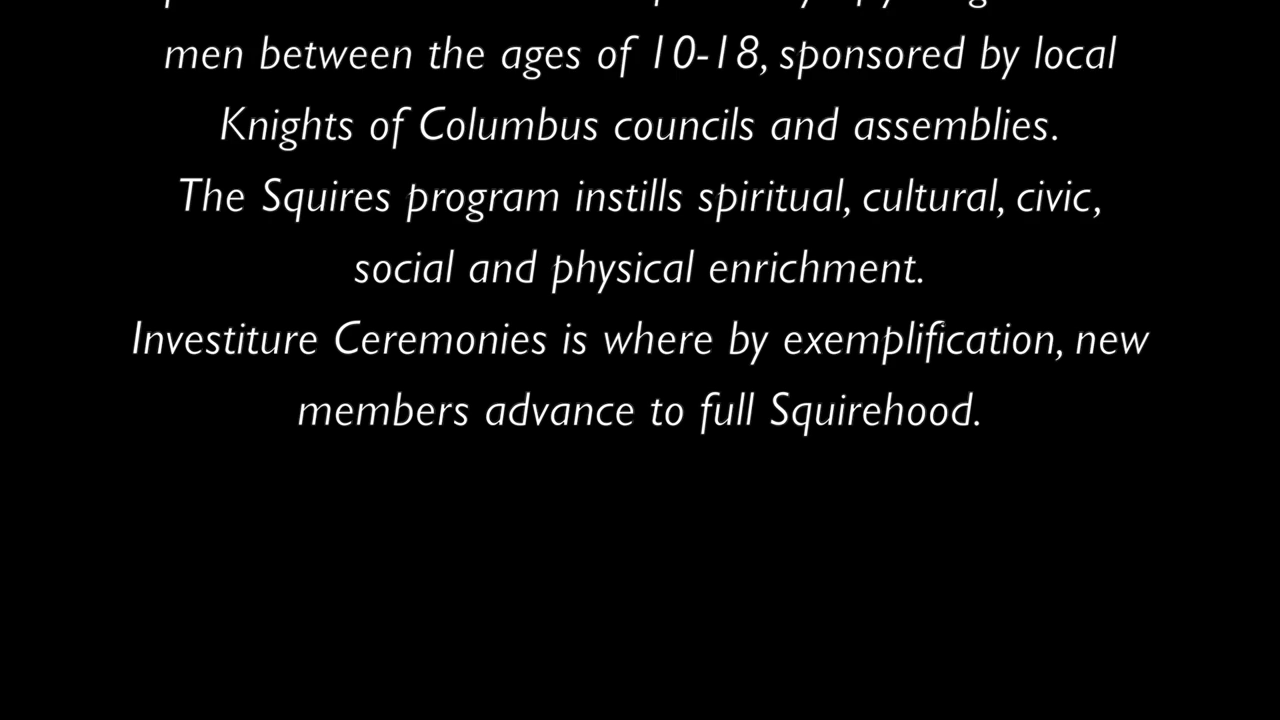 men between the ages of 10-18, sponsored by local
Knights of Columbus councils and assemblies.
The Squires program instills spiritual, cultural, civic,
social and physical enrichment.
Investiture Ceremonies is where by exemplification, new
members advance to full Squirehood.